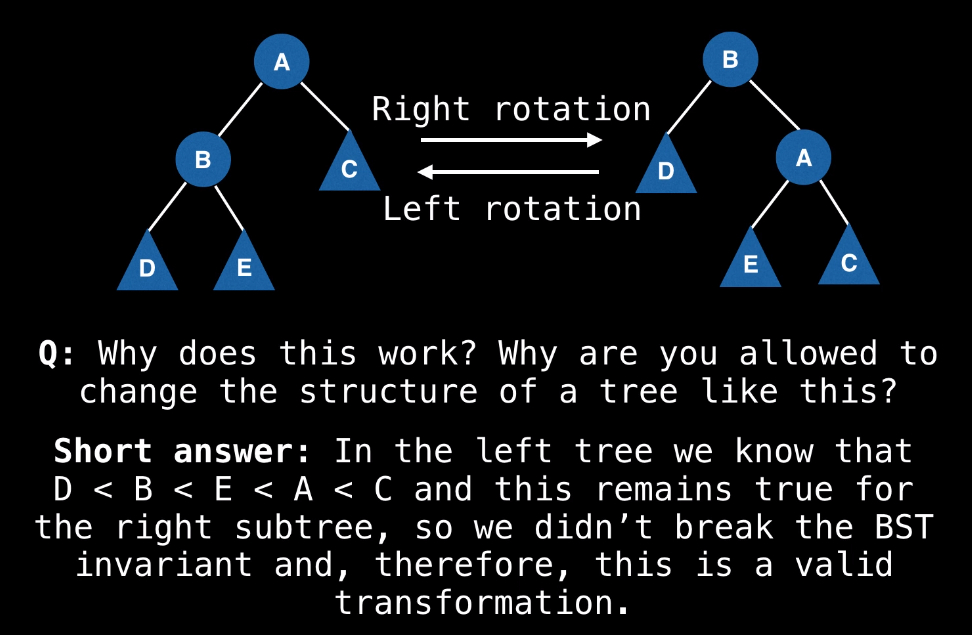 A
B
Right rotation
B
C
D
A
Left rotation
D
E
E
C
Q: Why does this work? Why are you allowed to
change the structure of a tree like this?
Short answer: In the left tree we know that
D < B < E < A < C and this remains true for
the right subtree, so we didn’t break the BST
invariant and, therefore, this is a valid
transformation.